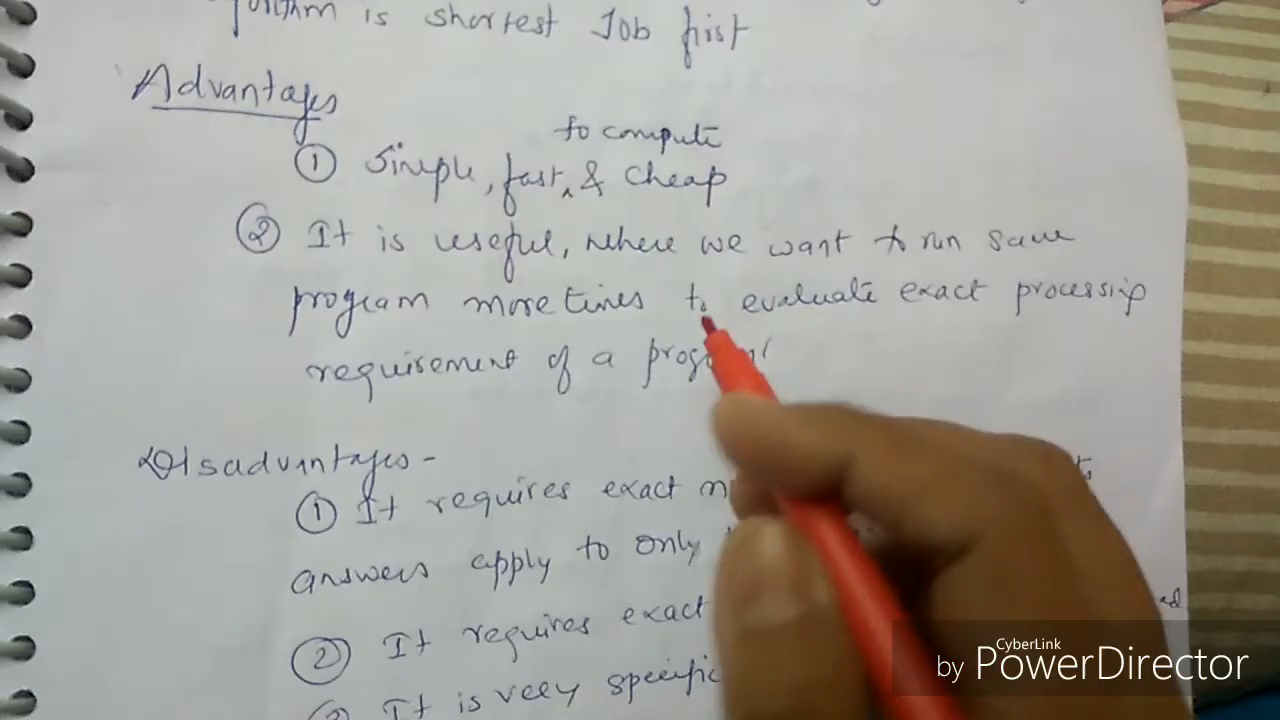 is shortest Job first
Advantages
to compute
① Simple, fast, & cheap
② It is useful, where we want to run same
program more times to evaluate exact processing
requirement of a
Disadvantages -
① It requires exact
answers apply to only
② It requires exact
It is very specific
CyberLink
by PowerDirector